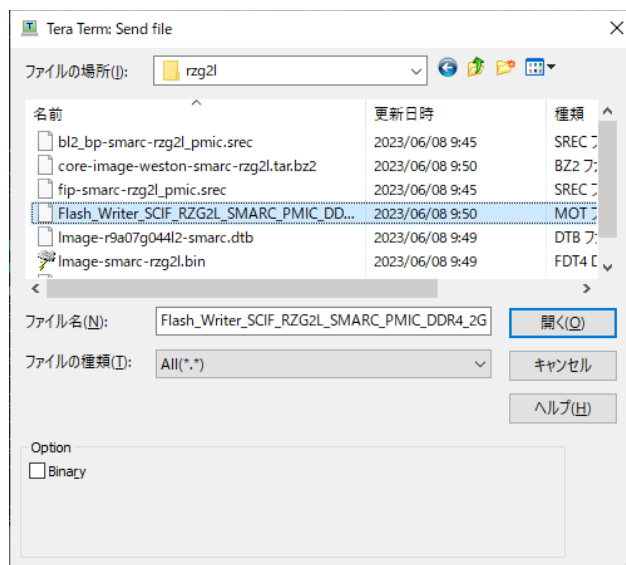 Tera Term: Send file
ファイルの場所(I): rzg2l
名前 更新日時 種類
bl2_bp-smarc-rzg2l_pmic.srec 2023/06/08 9:45 SREC
core-image-weston-smarc-rzg2l.tar.bz2 2023/06/08 9:50 BZ2
fip-smarc-rzg2l_pmic.srec 2023/06/08 9:45 SREC
Flash_Writer_SCIF_RZG2L_SMARC_PMIC_DD... 2023/06/08 9:50 MOT
Image-r9a07g044l2-smarc.dtb 2023/06/08 9:49 DTB
Image-smarc-rzg2l.bin 2023/06/08 9:49 FDT4
ファイル名(N): Flash_Writer_SCIF_RZG2L_SMARC_PMIC_DDR4_2G 開く(O)
ファイルの種類(T): All(*.*) キャンセル
ヘルプ(H)
Option
Binary